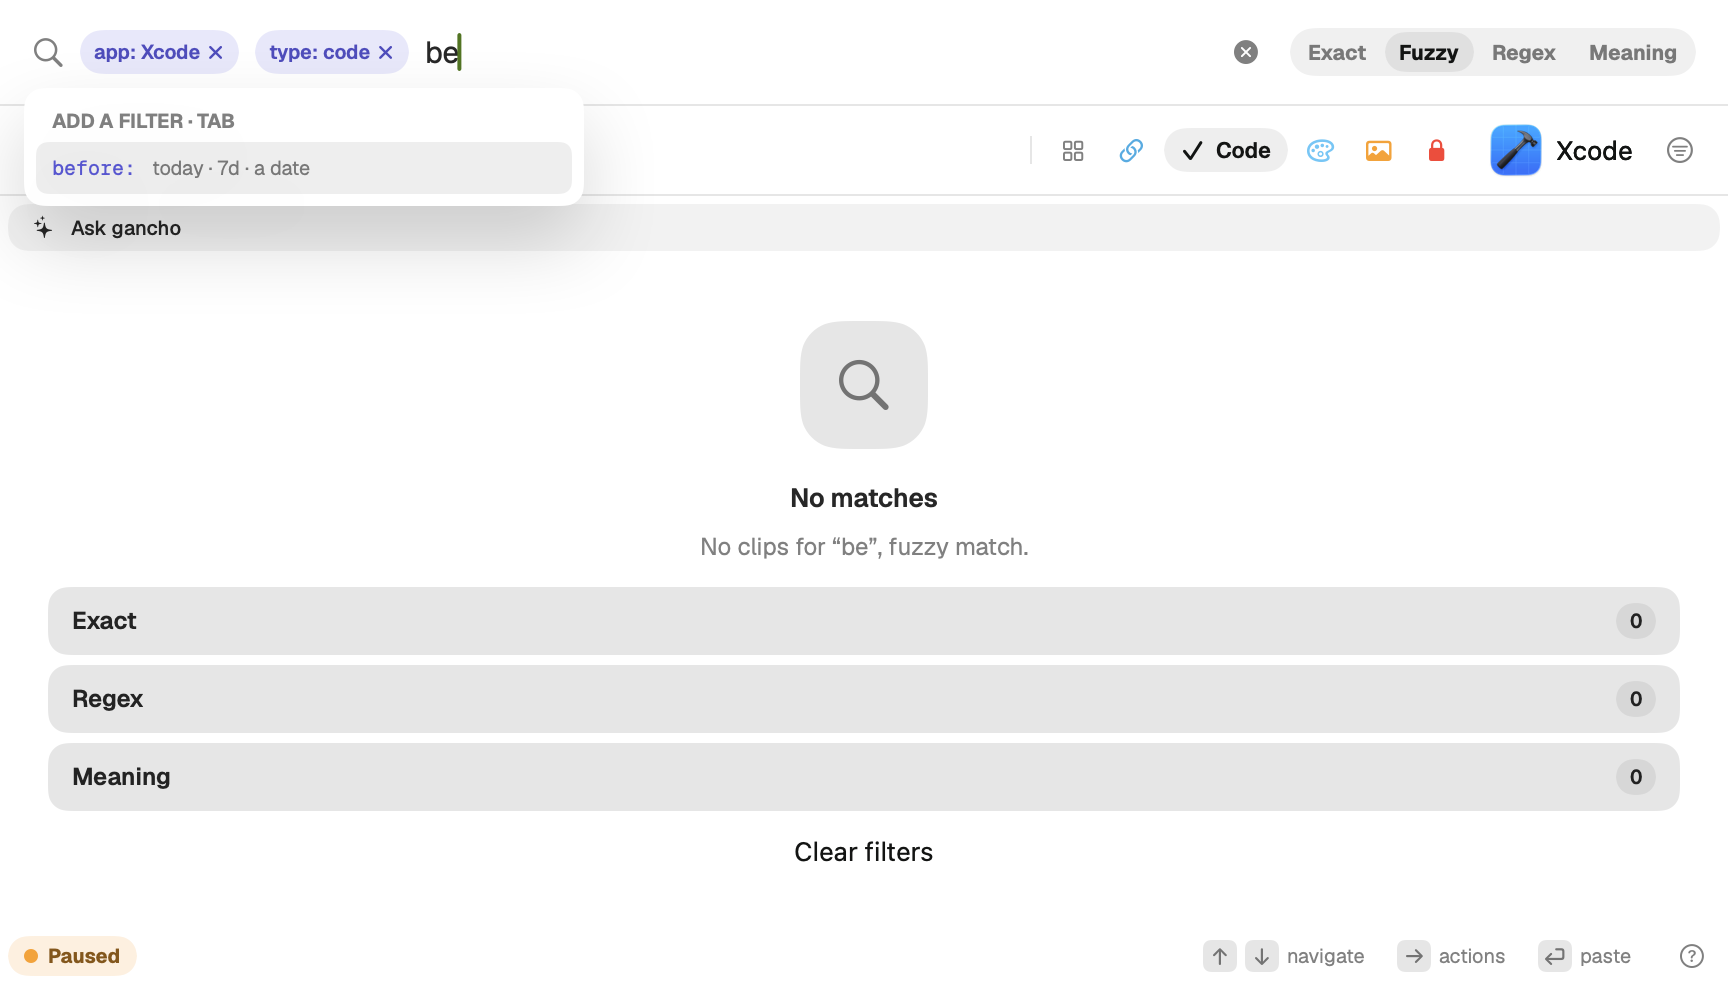 app: Xcode ✕ type: code ✕ be Exact Fuzzy Regex Meaning
ADD A FILTER · TAB
before: today · 7d · a date
Code Xcode
Ask gancho
No matches
No clips for “be”, fuzzy match.
Exact 0
Regex 0
Meaning 0
Clear filters
Paused ↑ ↓ navigate → actions ↩ paste ?